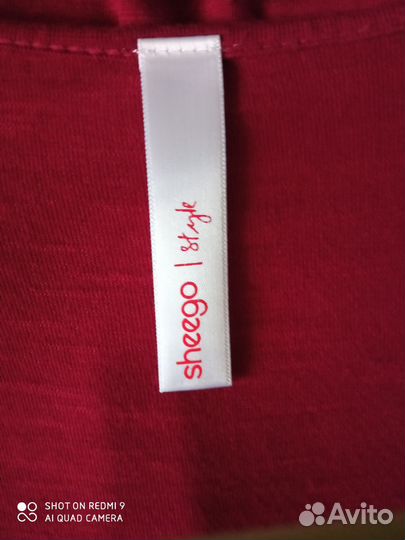 sheego | Style
SHOT ON REDMI 9
AI QUAD CAMERA
Avito